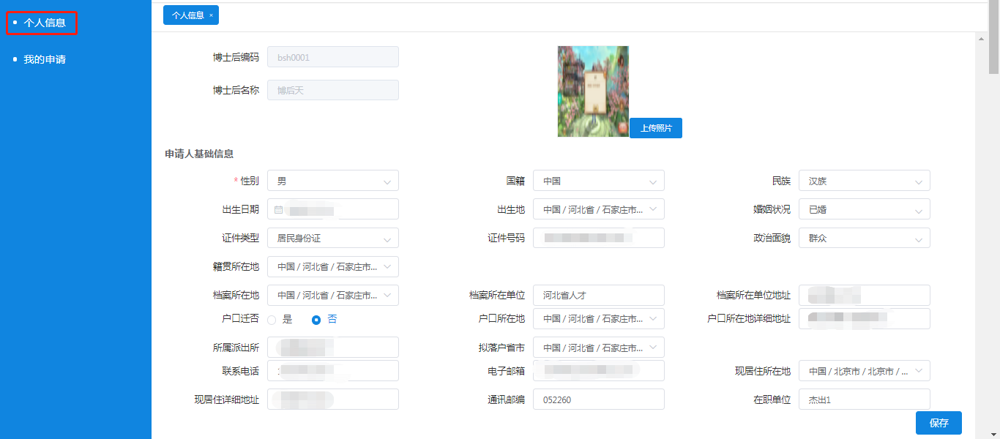 个人信息
我的申请
个人信息 ×
博士后编码 bsh0001
博士后名称 博后天
上传照片
申请人基础信息
* 性别 男 国籍 中国 民族 汉族
出生日期 出生地 中国 / 河北省 / 石家庄市... 婚姻状况 已婚
证件类型 居民身份证 证件号码 政治面貌 群众
籍贯所在地 中国 / 河北省 / 石家庄市...
档案所在地 中国 / 河北省 / 石家庄市... 档案所在单位 河北省人才 档案所在单位地址
户口迁否 是 否 户口所在地 中国 / 河北省 / 石家庄市... 户口所在地详细地址
所属派出所 拟落户省市 中国 / 河北省 / 石家庄市...
联系电话 电子邮箱 现居住所在地 中国 / 北京市 / 北京市 / ...
现居住详细地址 通讯邮编 052260 在职单位 杰出1
保存